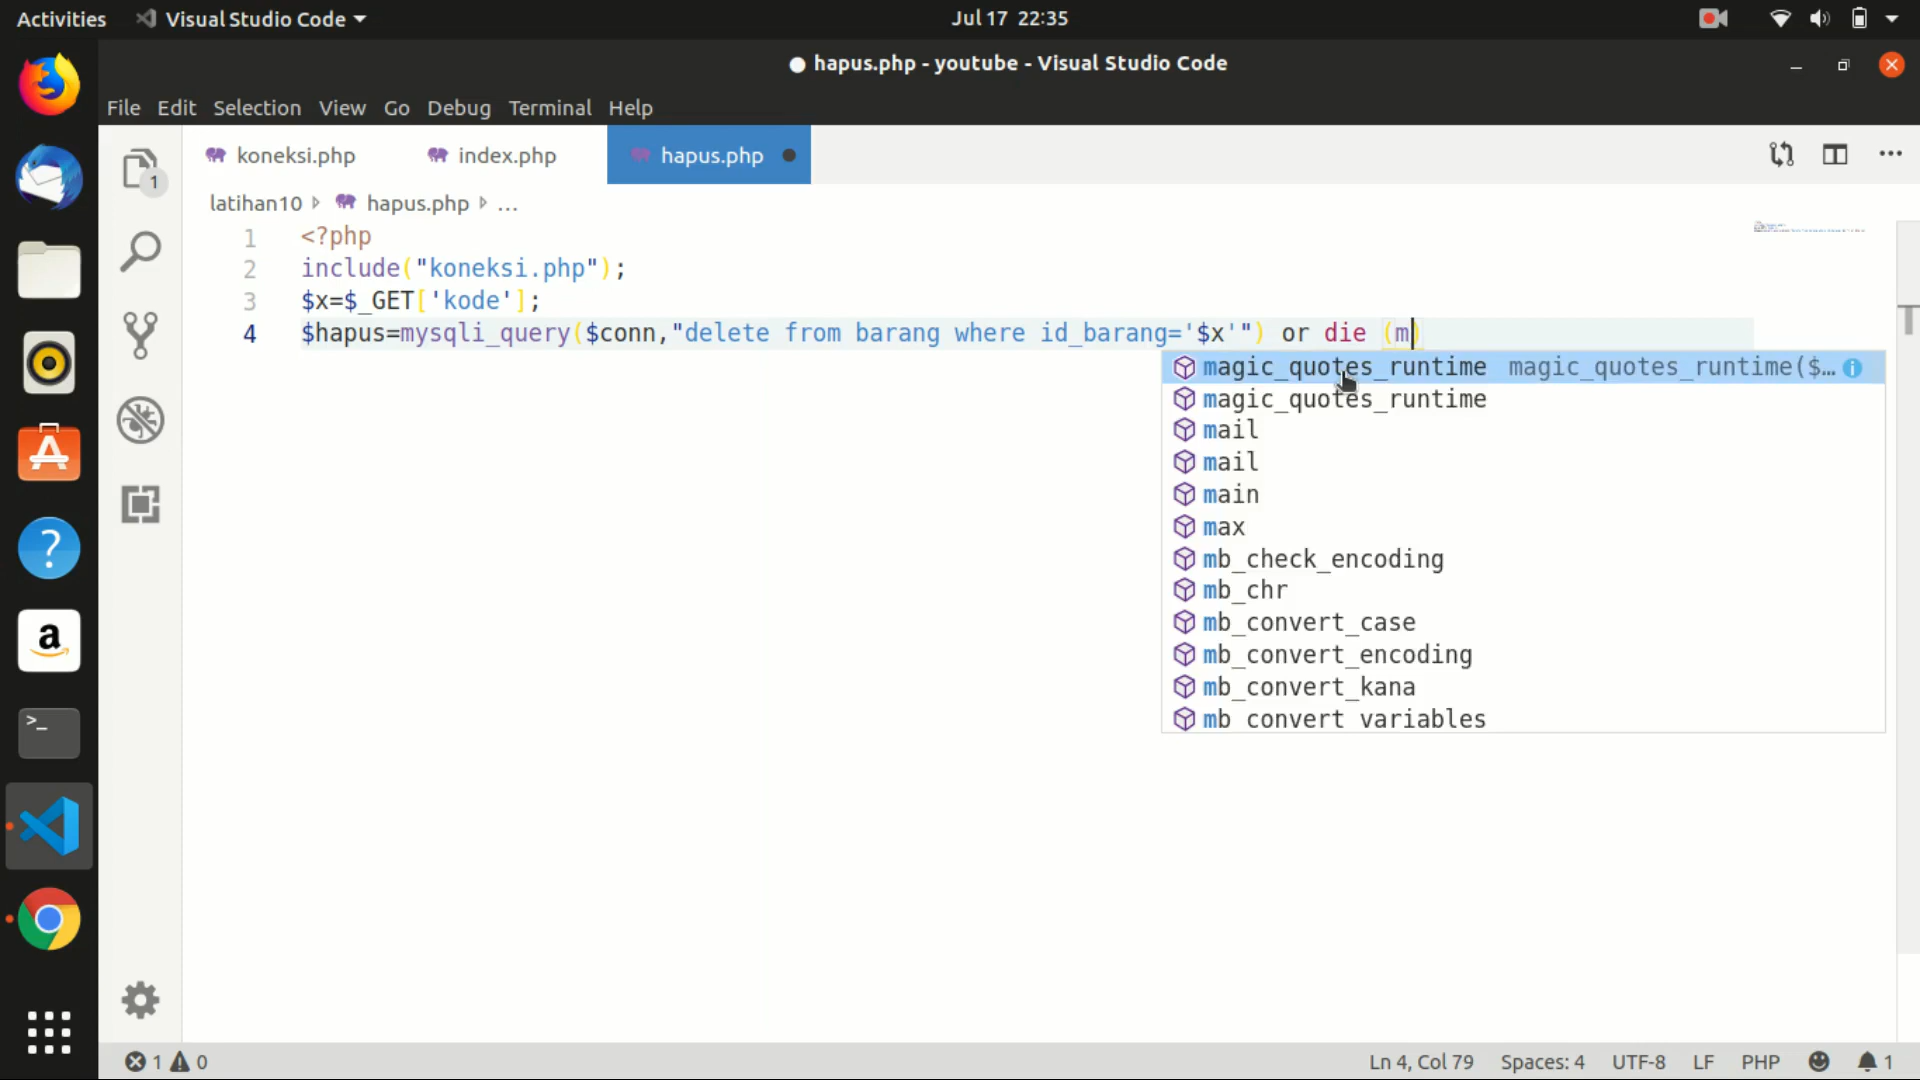 Activities Visual Studio Code Jul 17 22:35
hapus.php - youtube - Visual Studio Code
File Edit Selection View Go Debug Terminal Help
1 koneksi.php index.php hapus.php
latihan10 hapus.php ...
1 <?php
2 include("koneksi.php");
3 $x=$_GET['kode'];
4 $hapus=mysqli_query($conn,"delete from barang where id_barang='$x'") or die (m)
magic_quotes_runtime magic_quotes_runtime($...
magic_quotes_runtime
mail
mail
main
max
mb_check_encoding
mb_chr
mb_convert_case
mb_convert_encoding
mb_convert_kana
mb convert variables
1 0 Ln 4, Col 79 Spaces: 4 UTF-8 LF PHP 1